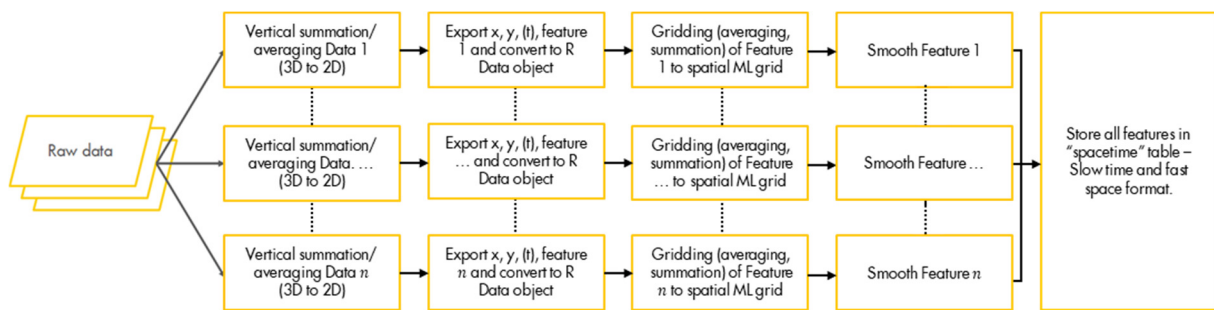 Raw data
Vertical summation/
averaging Data 1
(3D to 2D)
Export x, y, (t), feature
1 and convert to R
Data object
Gridding (averaging,
summation) of Feature
1 to spatial ML grid
Smooth Feature 1
Vertical summation/
averaging Data. ...
(3D to 2D)
Export x, y, (t), feature
... and convert to R
Data object
Gridding (averaging,
summation) of Feature
... to spatial ML grid
Smooth Feature ...
Vertical summation/
averaging Data n
(3D to 2D)
Export x, y, (t), feature
n and convert to R
Data object
Gridding (averaging,
summation) of Feature
n to spatial ML grid
Smooth Feature n
Store all features in
“spacetime” table –
Slow time and fast
space format.